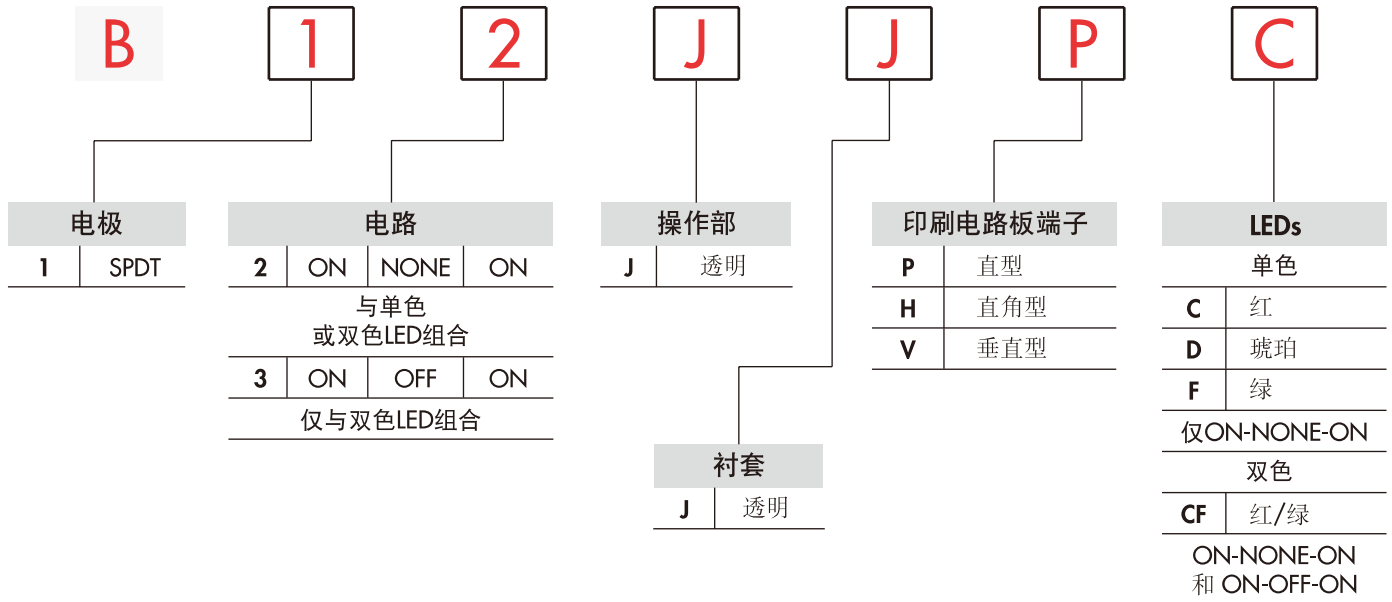 B 1 2 J J P C
电极
1 SPDT
电路
2 ON NONE ON
与单色
或双色LED组合
3 ON OFF ON
仅与双色LED组合
操作部
J 透明
衬套
J 透明
印刷电路板端子
P 直型
H 直角型
V 垂直型
LEDs
单色
C 红
D 琥珀
F 绿
仅ON-NONE-ON
双色
CF 红/绿
ON-NONE-ON
和 ON-OFF-ON